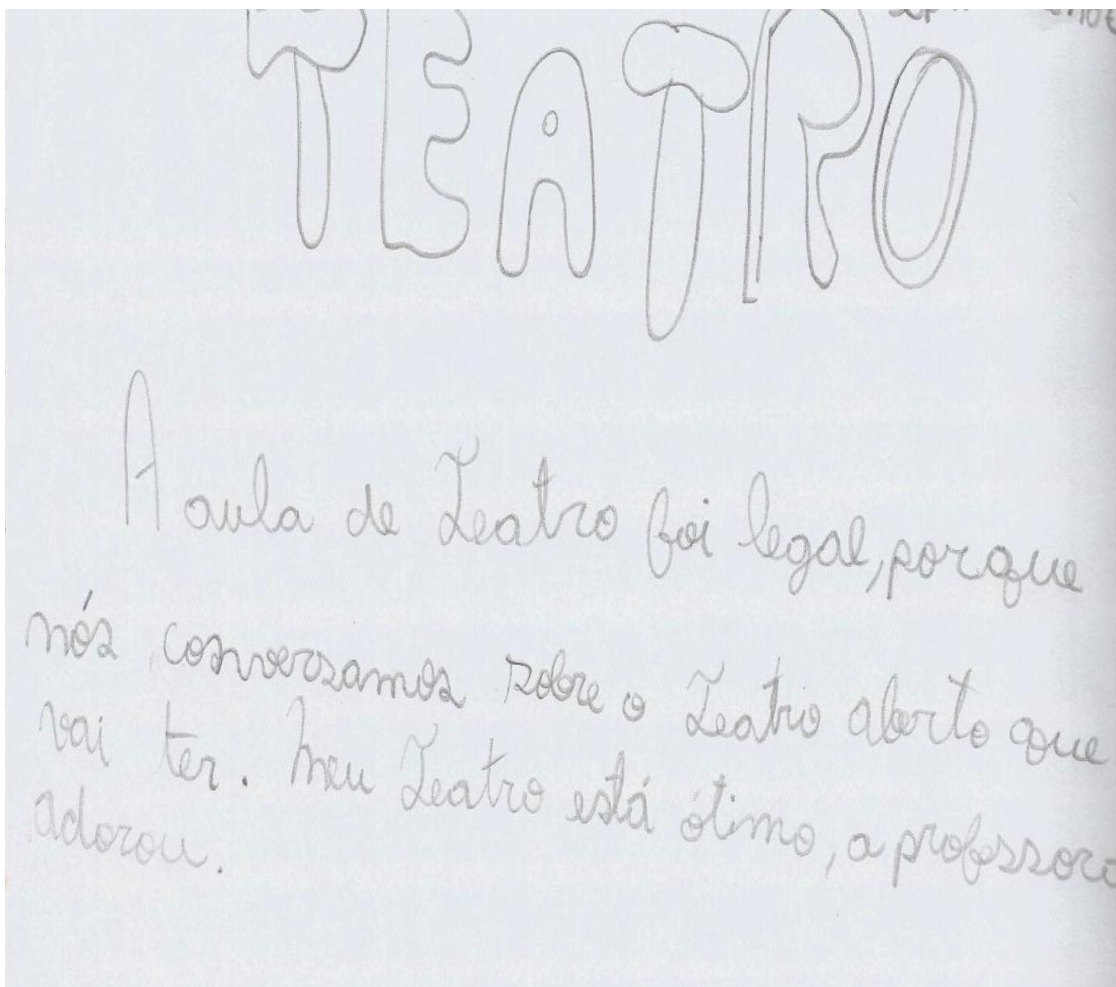 TEATRO
A aula de Teatro foi legal, porque
nós conversamos sobre o Teatro aberto que
vai ter. Meu Teatro está ótimo, a professora
adorou.